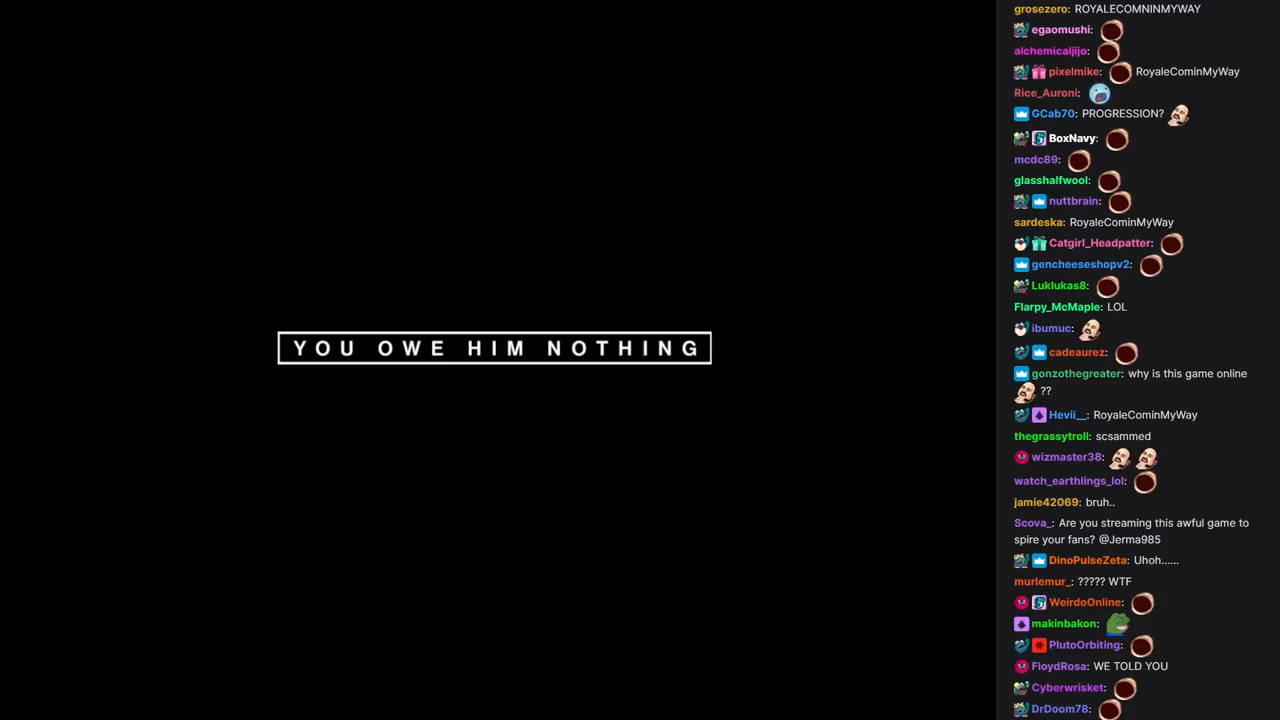 YOU OWE HIM NOTHING
grosezero: ROYALECOMNINMYWAY
egaomushi:
alchemicaljijo:
pixelmike: RoyaleCominMyWay
Rice_Auroni:
GCab70: PROGRESSION?
BoxNavy:
mcdc89:
glasshalfwool:
nuttbrain:
sardeska: RoyaleCominMyWay
Catgirl_Headpatter:
gencheeseshopv2:
Luklukas8:
Flarpy_McMaple: LOL
ibumuc:
cadeaurez:
gonzothegreater: why is this game online
??
Hevii__: RoyaleCominMyWay
thegrassytroll: scsammed
wizmaster38:
watch_earthlings_lol:
jamie42069: bruh..
Scova_: Are you streaming this awful game to
spire your fans? @Jerma985
DinoPulseZeta: Uhoh......
murlemur_: ????? WTF
WeirdoOnline:
makinbakon:
PlutoOrbiting:
FloydRosa: WE TOLD YOU
Cyberwrisket:
DrDoom78: